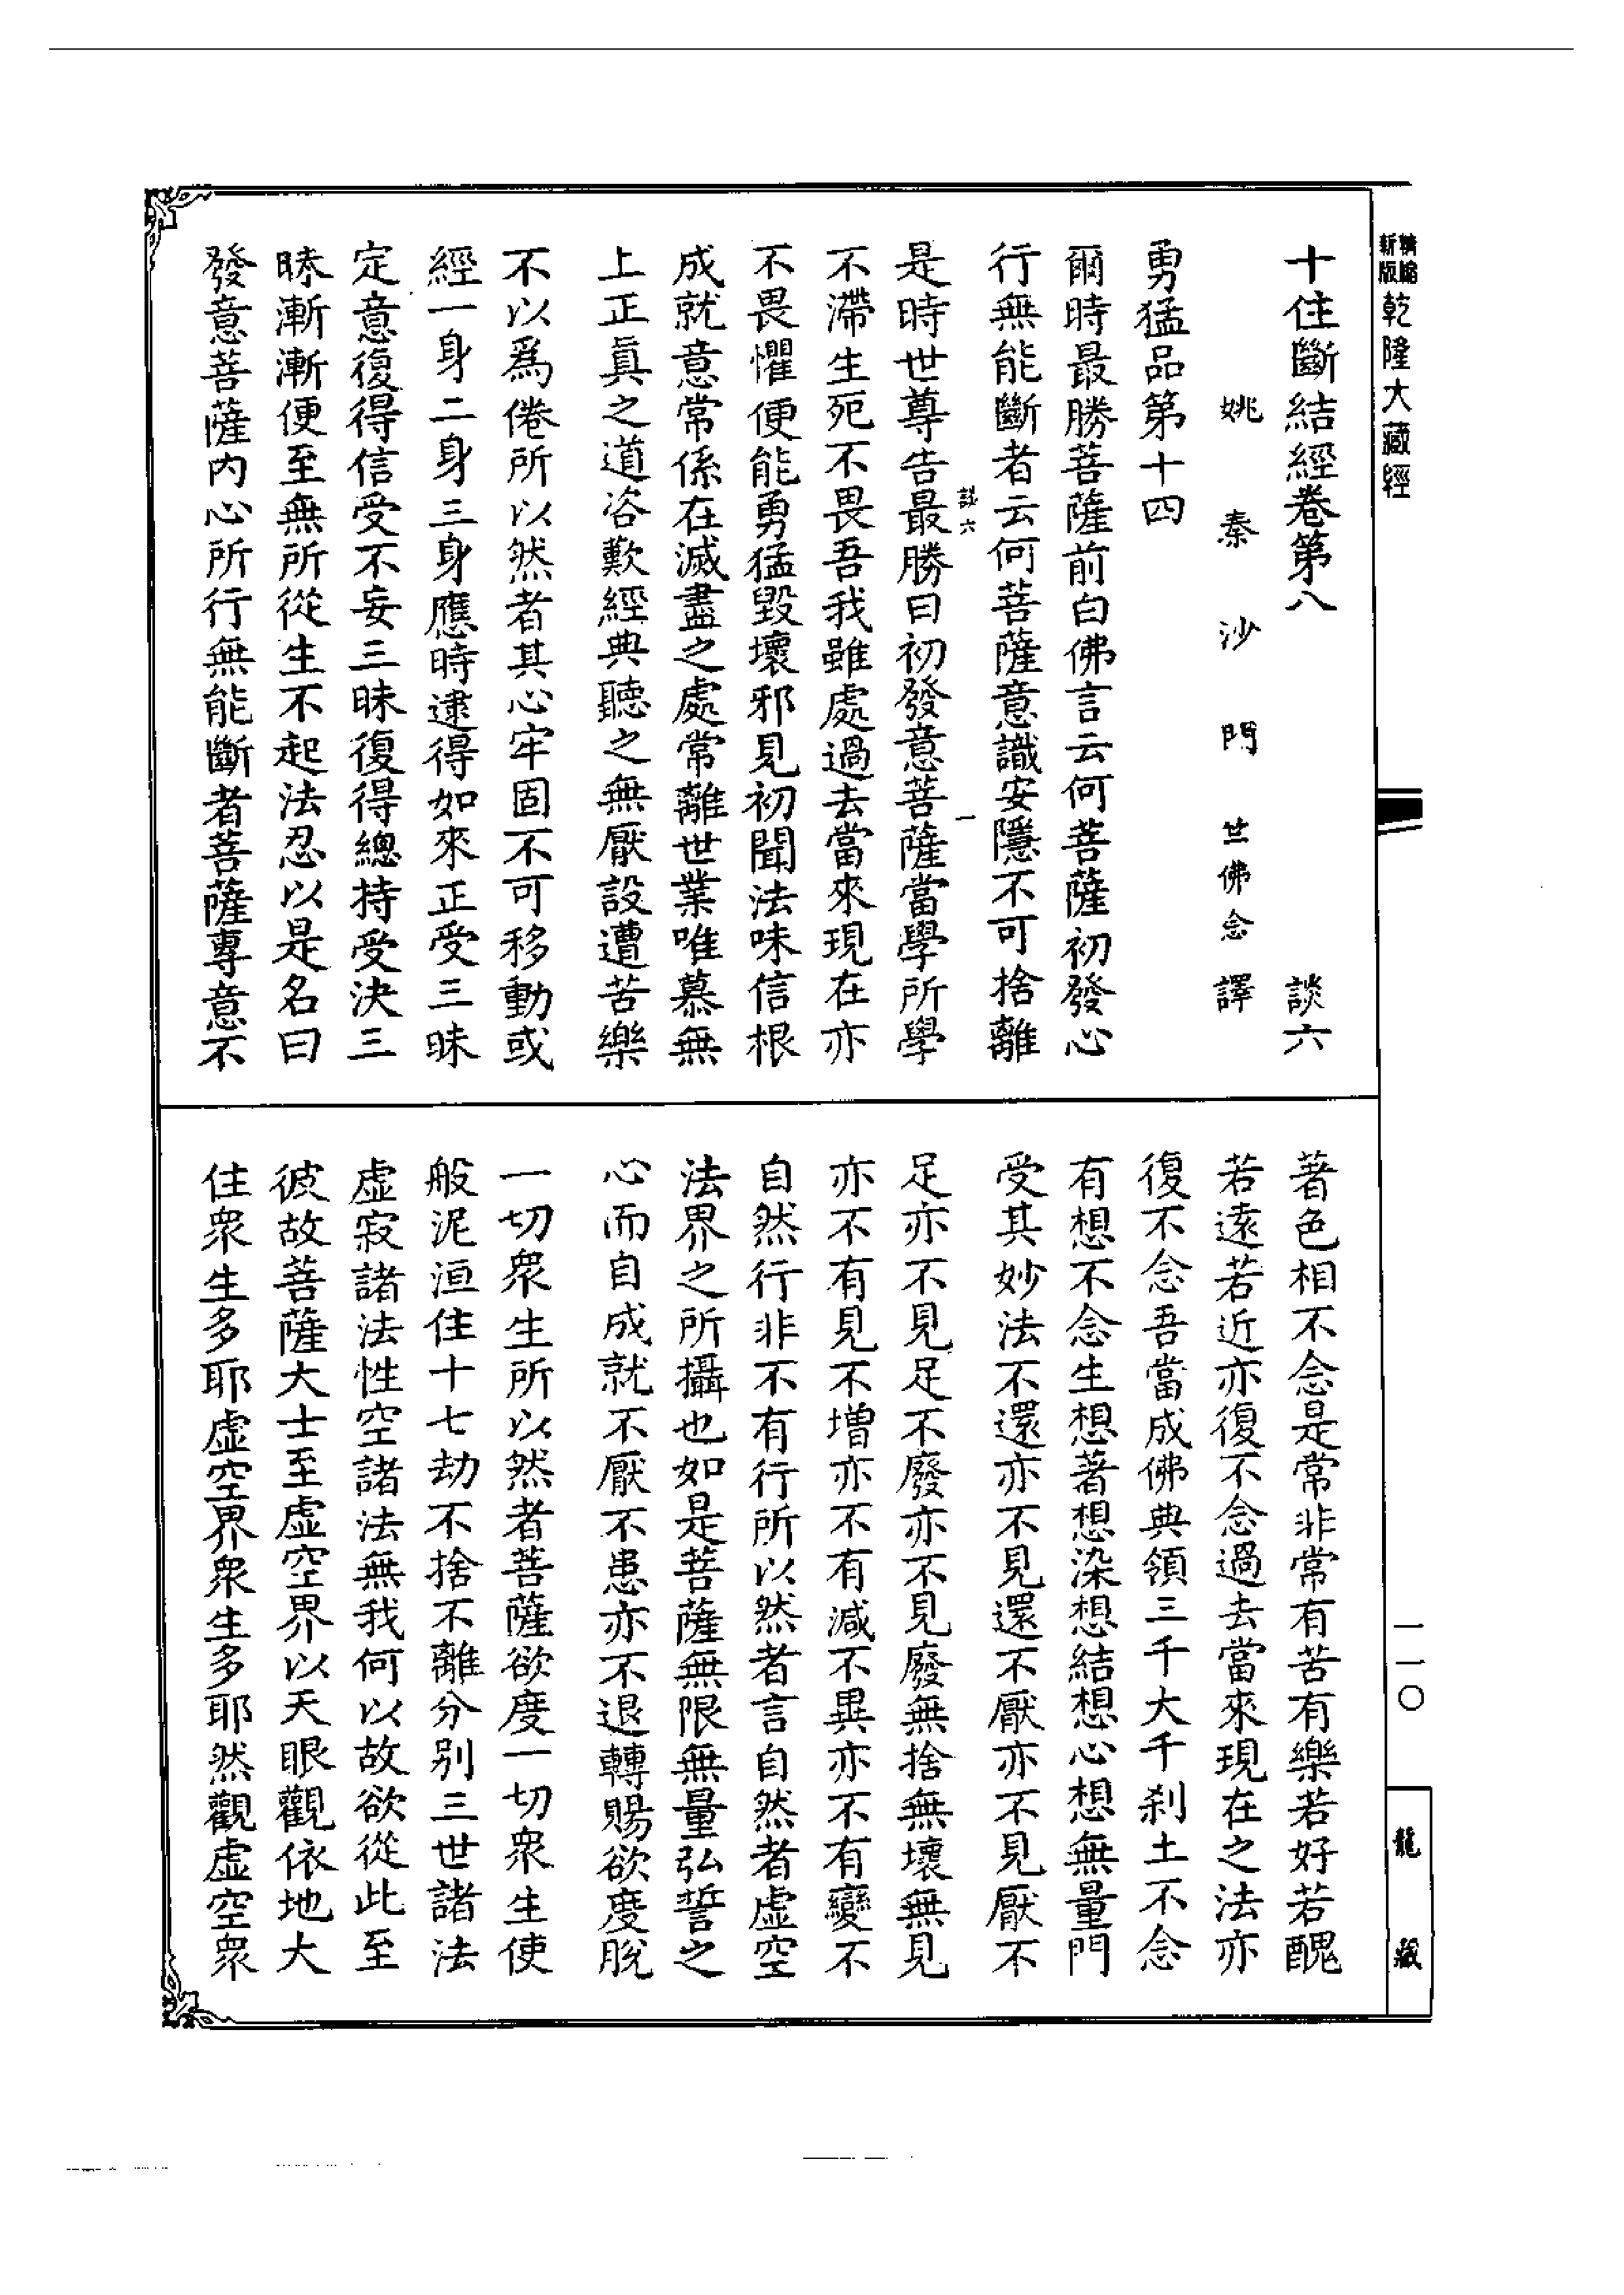 精縮新版乾隆大藏經
十住斷結經卷第八　談六
姚秦沙門竺佛念譯
勇猛品第十四
爾時最勝菩薩前白佛言云何菩薩初發心
行無能斷者云何菩薩意識安隱不可捨離
談六　一
是時世尊告最勝曰初發意菩薩當學所學
不滯生死不畏吾我雖處過去當來現在亦
不畏懼便能勇猛毀壞邪見初聞法味信根
成就意常係在滅盡之處常離世業唯慕無
上正眞之道咨歎經典聽之無厭設遭苦樂
不以爲倦所以然者其心牢固不可移動或
經一身二身三身應時逮得如來正受三昧
定意復得信受不妄三昧復得總持受決三
昧漸漸便至無所從生不起法忍以是名曰
發意菩薩內心所行無能斷者菩薩專意不
著色相不念是常非常有苦有樂若好若醜
若遠若近亦復不念過去當來現在之法亦
復不念吾當成佛典領三千大千刹土不念
有想不念生想著想染想結想心想無量門
受其妙法不還亦不見還不厭亦不見厭不
足亦不見足不廢亦不見廢無捨無壞無見
亦不有見不增亦不有減不異亦不有變不
自然行非不有行所以然者言自然者虛空
法界之所攝也如是菩薩無限無量弘誓之
心而自成就不厭不患亦不退轉賜欲度脫
一切衆生所以然者菩薩欲度一切衆生使
般泥洹住十七劫不捨不離分別三世諸法
虛寂諸法性空諸法無我何以故欲從此至
彼故菩薩大士至虛空界以天眼觀依地大
住衆生多耶虛空界衆生多耶然觀虛空衆
一一〇
龍藏